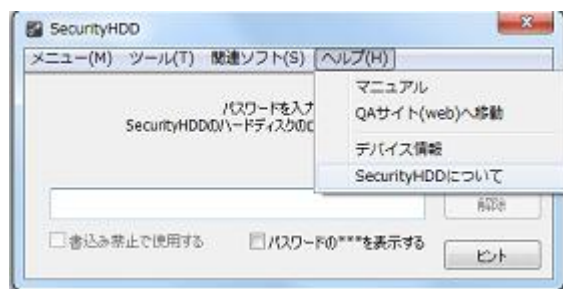 SecurityHDD
メニュー(M) ツール(T) 関連ソフト(S) ヘルプ(H)
マニュアル
QAサイト(web)へ移動
デバイス情報
SecurityHDDについて
パスワードを入力
SecurityHDDのハードディスクの
解除
書込み禁止で使用する
パスワードの***を表示する
ヒント